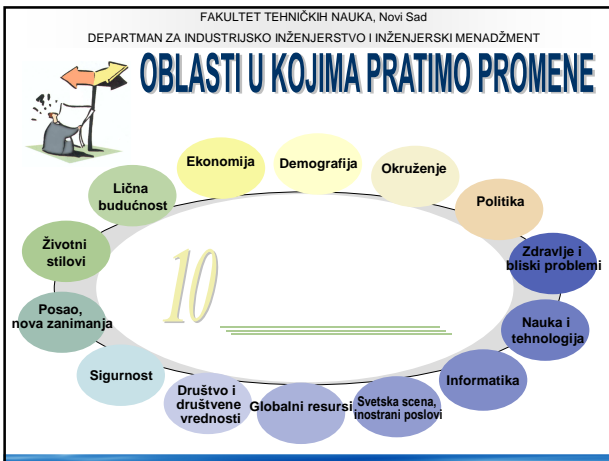 FAKULTET TEHNIČKIH NAUKA, Novi Sad
DEPARTMAN ZA INDUSTRIJSKO INŽENJERSTVO I INŽENJERSKI MENADŽMENT
OBLASTI U KOJIMA PRATIMO PROMENE
Ekonomija
Demografija
Okruženje
Politika
Zdravlje i
bliski problemi
Nauka i
tehnologija
Informatika
Svetska scena,
inostrani poslovi
Globalni resursi
Društvo i
društvene
vrednosti
Sigurnost
Posao,
nova zanimanja
Životni
stilovi
Lična
budućnost
10